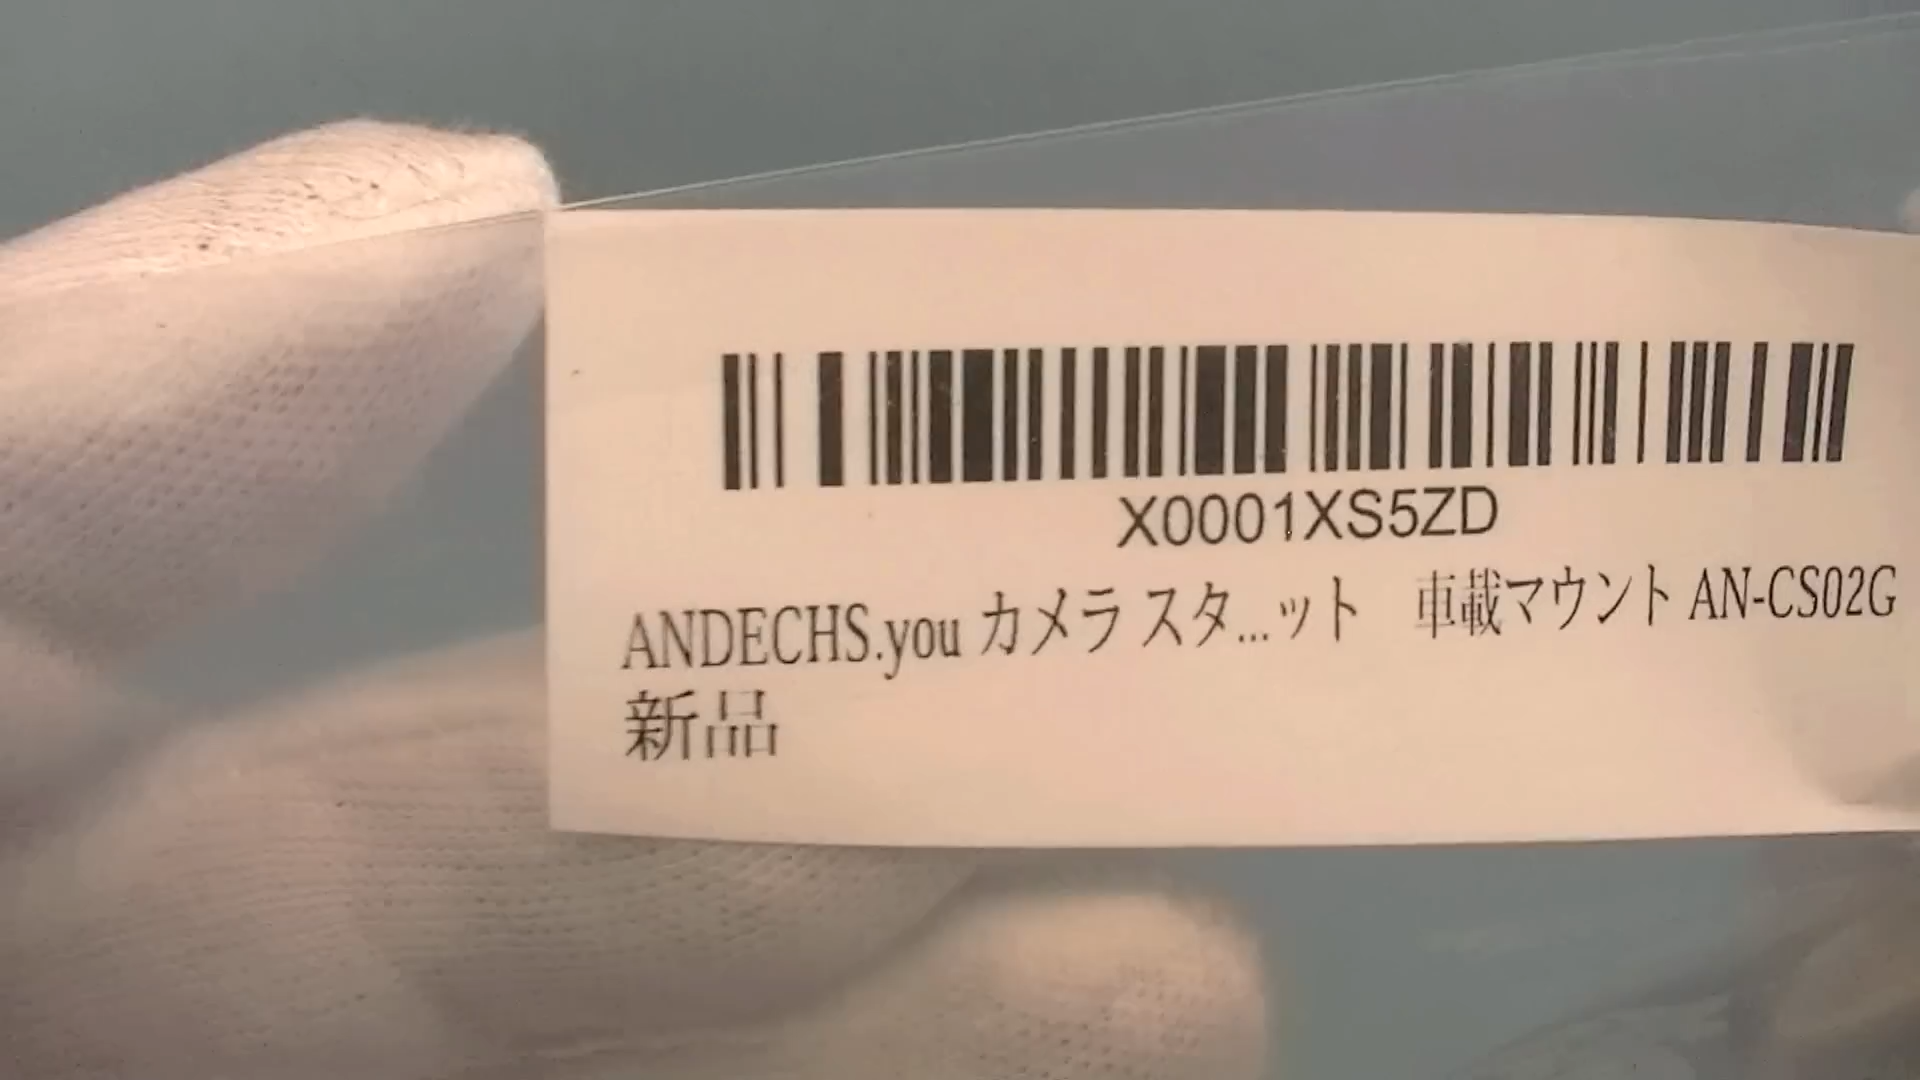 X0001XS5ZD
ANDECHS.you カメラ スタ...ット　車載マウント AN-CS02G
新品